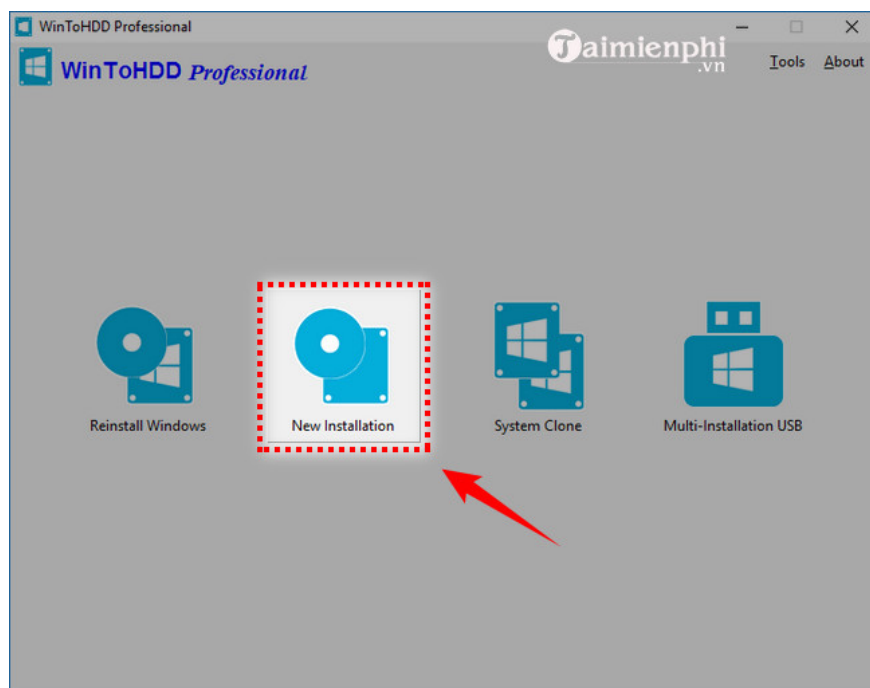 WinToHDD Professional
Taimienphi
.vn
WinToHDD Professional
Tools About
Reinstall Windows
New Installation
System Clone
Multi-Installation USB